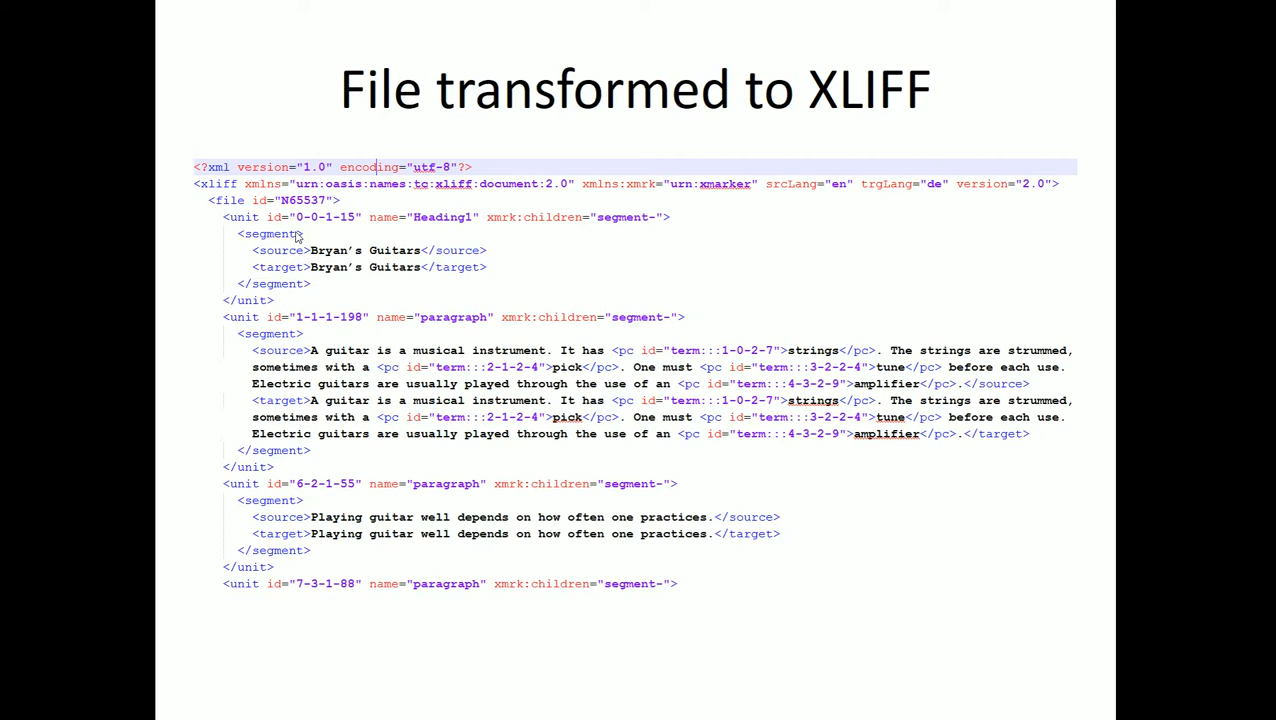 File transformed to XLIFF
<?xml version="1.0" encoding="utf-8"?>
<xliff xmlns="urn:oasis:names:tc:xliff:document:2.0" xmlns:xmrk="urn:xmarker" srcLang="en" trgLang="de" version="2.0">
<file id="N65537">
<unit id="0-0-1-15" name="Heading1" xmrk:children="segment-">
<segment>
<source>Bryan’s Guitars</source>
<target>Bryan’s Guitars</target>
</segment>
</unit>
<unit id="1-1-1-198" name="paragraph" xmrk:children="segment-">
<segment>
<source>A guitar is a musical instrument. It has <pc id="term:::1-0-2-7">strings</pc>. The strings are strummed,
sometimes with a <pc id="term:::2-1-2-4">pick</pc>. One must <pc id="term:::3-2-2-4">tune</pc> before each use.
Electric guitars are usually played through the use of an <pc id="term:::4-3-2-9">amplifier</pc>.</source>
<target>A guitar is a musical instrument. It has <pc id="term:::1-0-2-7">strings</pc>. The strings are strummed,
sometimes with a <pc id="term:::2-1-2-4">pick</pc>. One must <pc id="term:::3-2-2-4">tune</pc> before each use.
Electric guitars are usually played through the use of an <pc id="term:::4-3-2-9">amplifier</pc>.</target>
</segment>
</unit>
<unit id="6-2-1-55" name="paragraph" xmrk:children="segment-">
<segment>
<source>Playing guitar well depends on how often one practices.</source>
<target>Playing guitar well depends on how often one practices.</target>
</segment>
</unit>
<unit id="7-3-1-88" name="paragraph" xmrk:children="segment-">